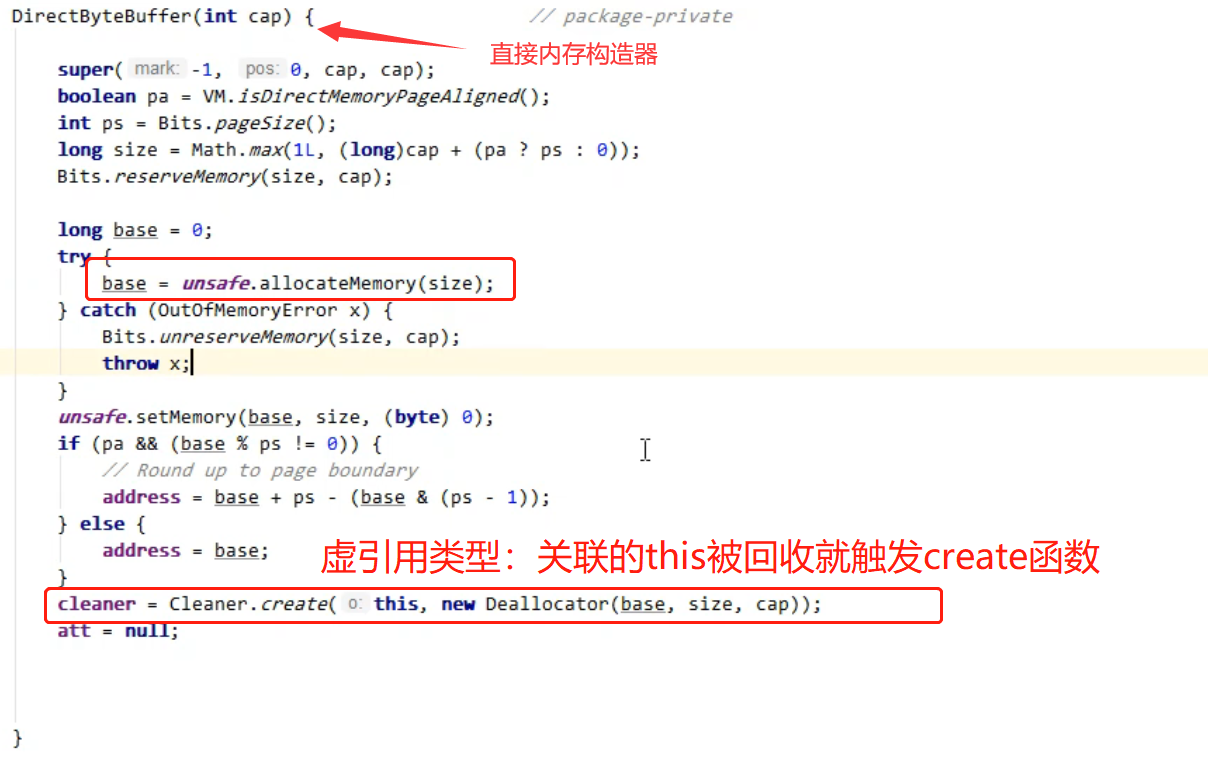 DirectByteBuffer(int cap) { // package-private
直接内存构造器
super( mark: -1, pos: 0, cap, cap);
boolean pa = VM.isDirectMemoryPageAligned();
int ps = Bits.pageSize();
long size = Math.max(1L, (long)cap + (pa ? ps : 0));
Bits.reserveMemory(size, cap);
long base = 0;
try {
base = unsafe.allocateMemory(size);
} catch (OutOfMemoryError x) {
Bits.unreserveMemory(size, cap);
throw x;
}
unsafe.setMemory(base, size, (byte) 0);
if (pa && (base % ps != 0)) {
// Round up to page boundary
address = base + ps - (base & (ps - 1));
} else {
address = base;
虚引用类型：关联的this被回收就触发create函数
}
cleaner = Cleaner.create( o: this, new Deallocator(base, size, cap));
att = null;
}